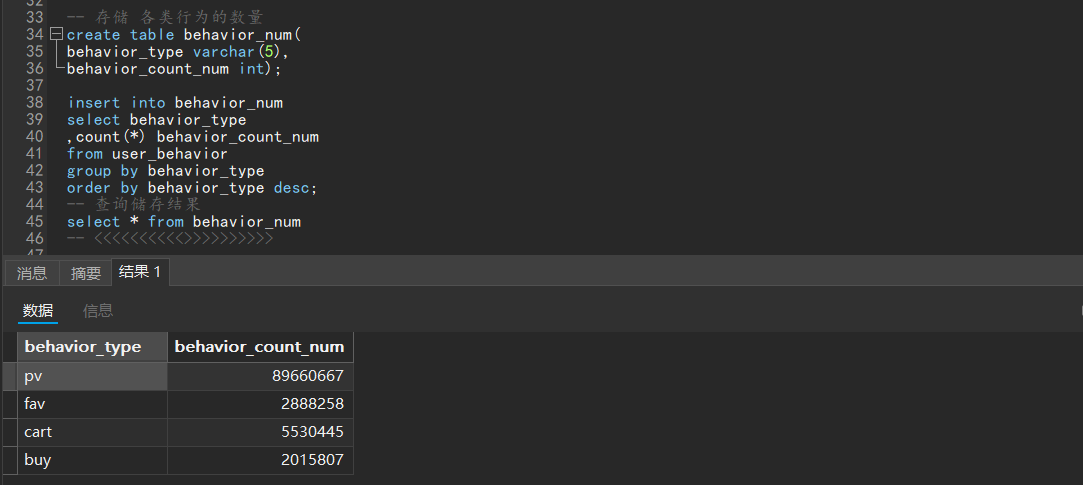 32
33 -- 存储 各类行为的数量
34 create table behavior_num(
35 behavior_type varchar(5),
36 behavior_count_num int);
37
38 insert into behavior_num
39 select behavior_type
40 ,count(*) behavior_count_num
41 from user_behavior
42 group by behavior_type
43 order by behavior_type desc;
44 -- 查询储存结果
45 select * from behavior_num
46 -- <<<<<<<<<<>>>>>>>>>>
47
消息 摘要 结果 1
数据 信息
behavior_type behavior_count_num
pv 89660667
fav 2888258
cart 5530445
buy 2015807